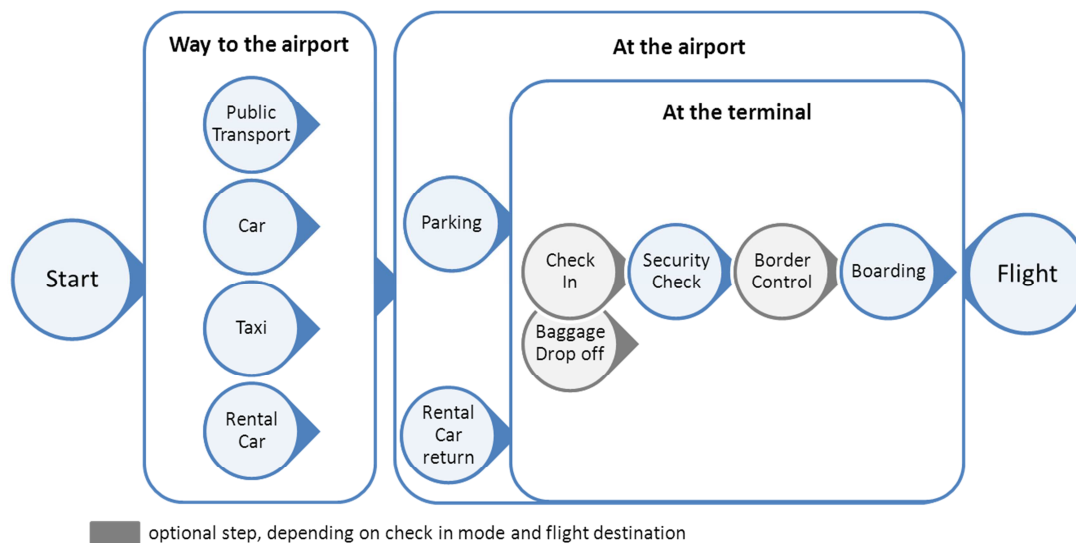 Way to the airport
At the airport
At the terminal
Start
Public
Transport
Car
Taxi
Rental
Car
Parking
Rental
Car
return
Check
In
Baggage
Drop off
Security
Check
Border
Control
Boarding
Flight
optional step, depending on check in mode and flight destination